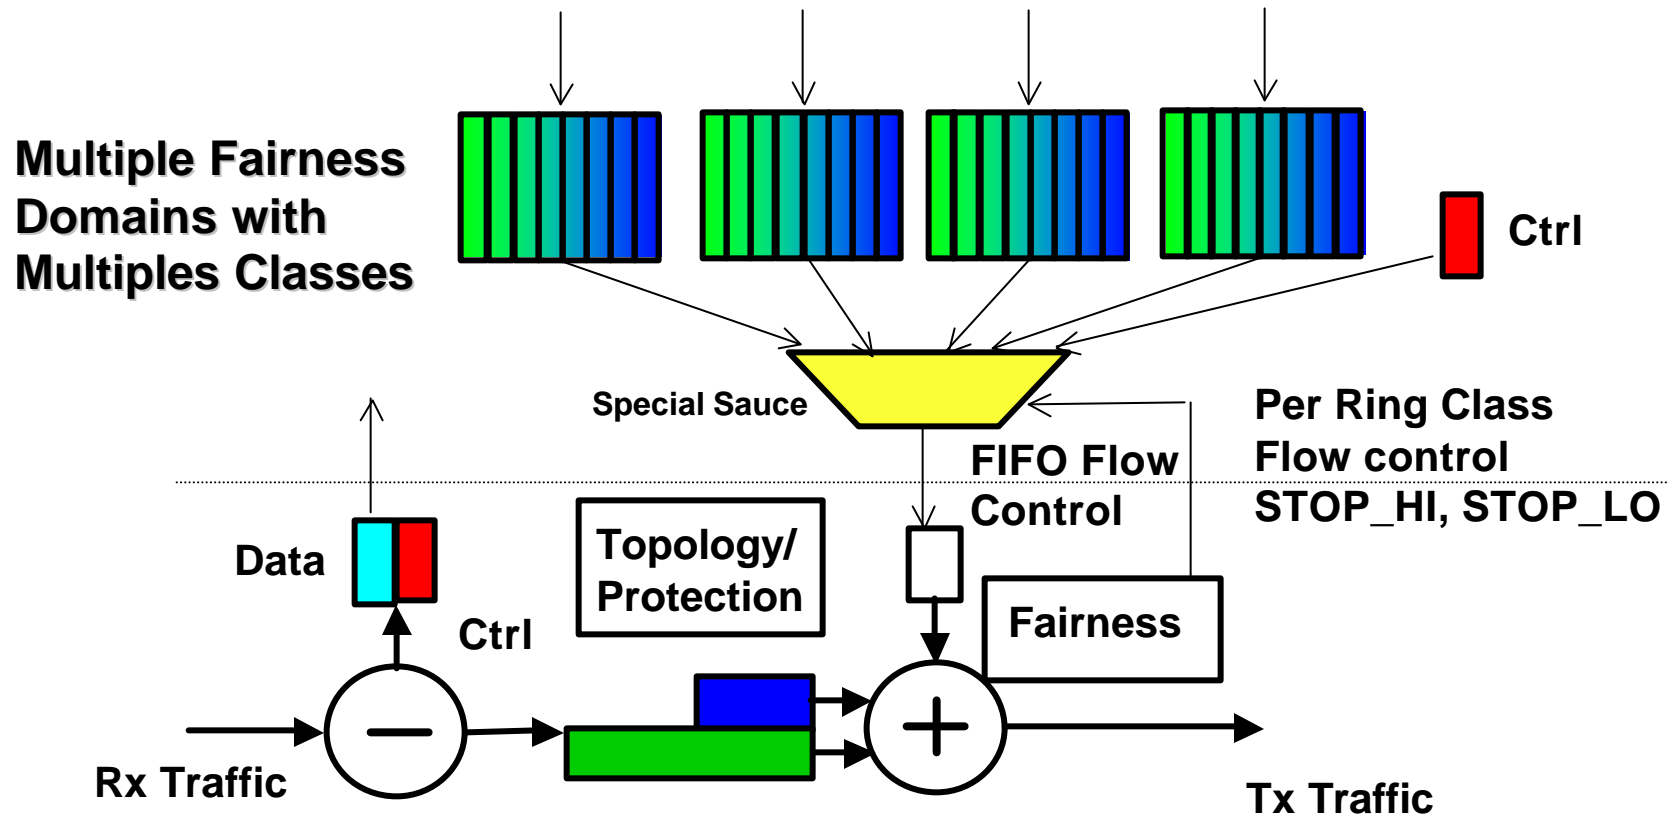 Multiple Fairness
Domains with
Multiples Classes
Ctrl
Special Sauce
Per Ring Class
Flow control
STOP_HI, STOP_LO
FIFO Flow
Control
Data
Ctrl
Topology/
Protection
Fairness
Rx Traffic
Tx Traffic